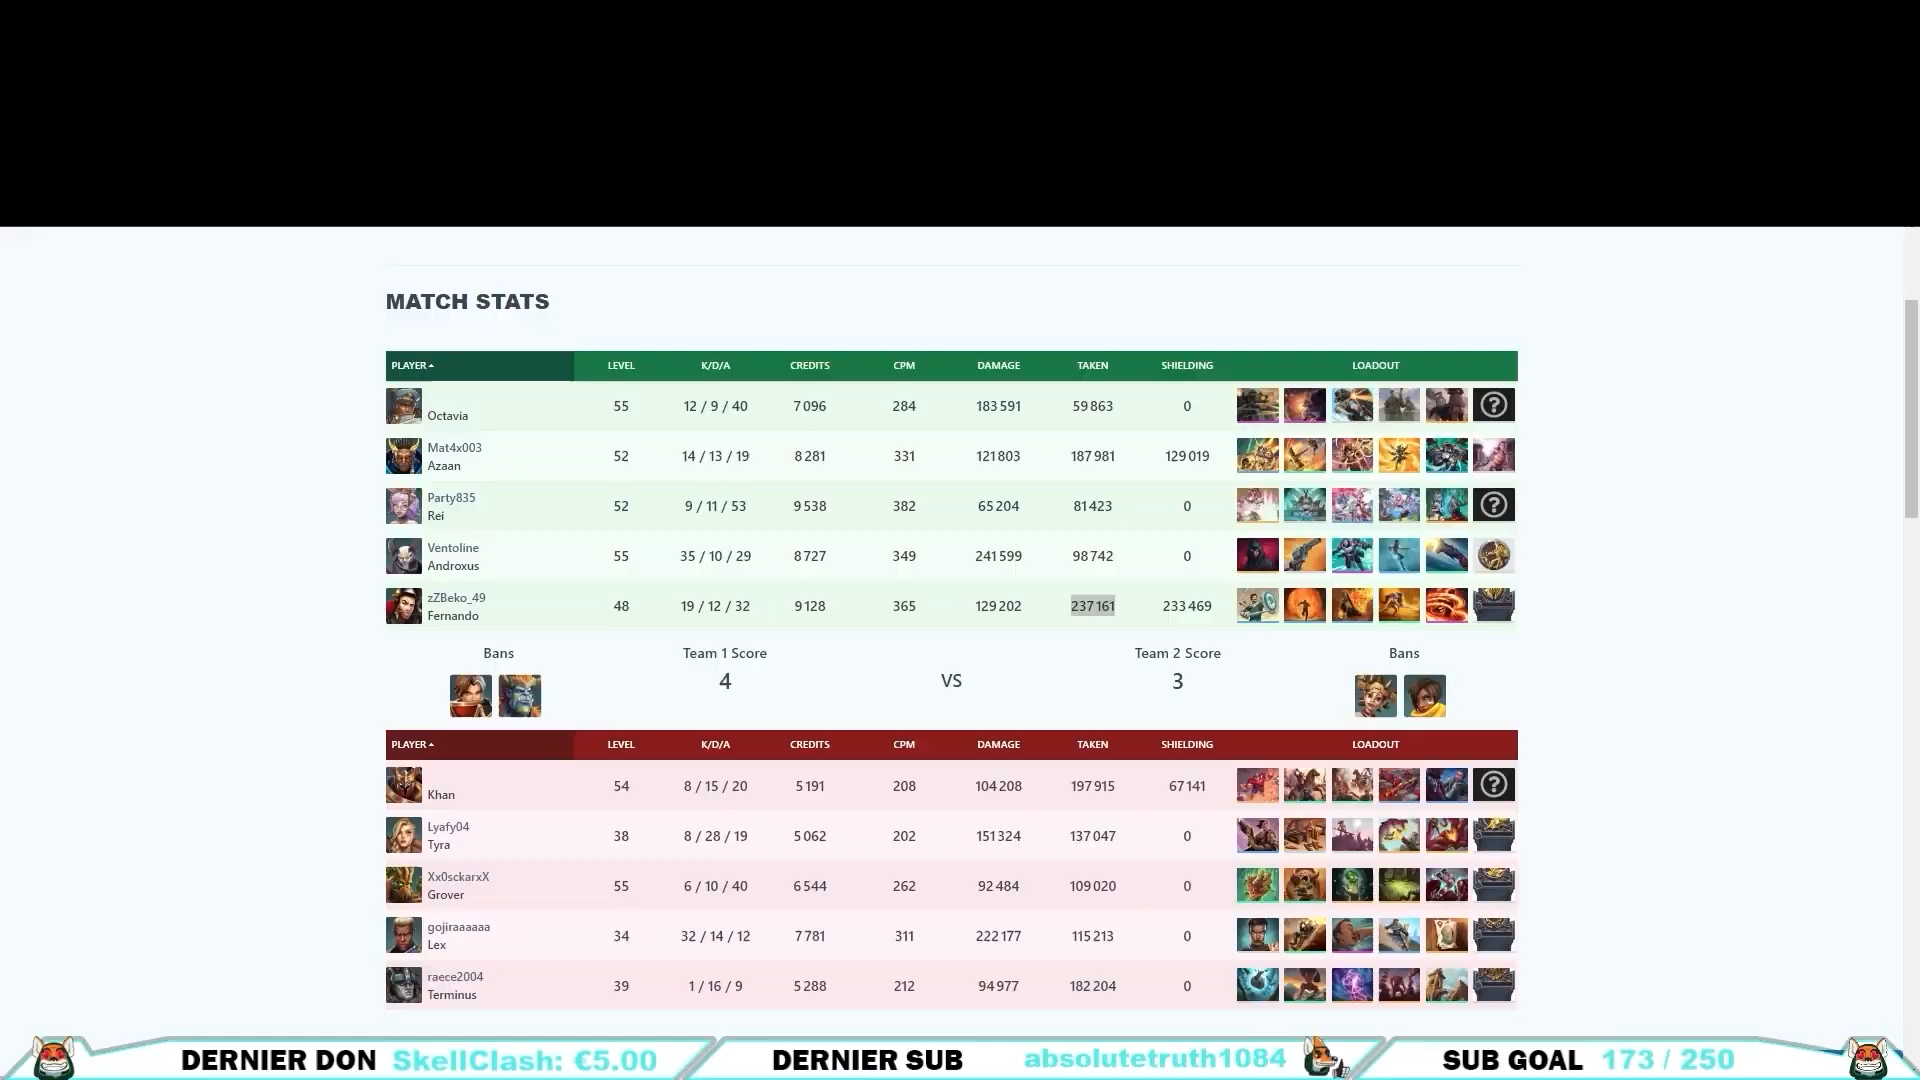 MATCH STATS
PLAYER LEVEL K/D/A CREDITS CPM DAMAGE TAKEN SHIELDING LOADOUT
Octavia 55 12 / 9 / 40 7 096 284 183 591 59 863 0
Mat4x003
Azaan 52 14 / 13 / 19 8 281 331 121 803 187 981 129 019
Party835
Rei 52 9 / 11 / 53 9 538 382 65 204 81 423 0
Ventoline
Androxus 55 35 / 10 / 29 8 727 349 241 599 98 742 0
zZBeko_49
Fernando 48 19 / 12 / 32 9 128 365 129 202 237 161 233 469
Bans Team 1 Score Team 2 Score Bans
4 VS 3
PLAYER LEVEL K/D/A CREDITS CPM DAMAGE TAKEN SHIELDING LOADOUT
Khan 54 8 / 15 / 20 5 191 208 104 208 197 915 67 141
Lyafy04
Tyra 38 8 / 28 / 19 5 062 202 151 324 137 047 0
Xx0sckarxX
Grover 55 6 / 10 / 40 6 544 262 92 484 109 020 0
gojiraaaaaa
Lex 34 32 / 14 / 12 7 781 311 222 177 115 213 0
raece2004
Terminus 39 1 / 16 / 9 5 288 212 94 977 182 204 0
DERNIER DON SkellClash: €5.00 DERNIER SUB absolutetruth1084 SUB GOAL 173 / 250